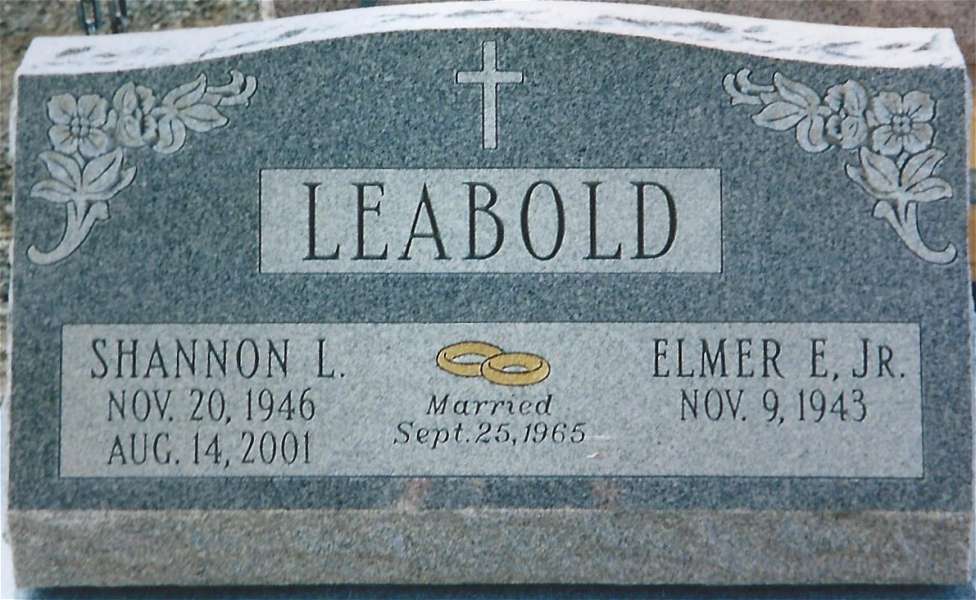 LEABOLD
SHANNON L.
NOV. 20, 1946
AUG. 14, 2001
Married
Sept. 25, 1965
ELMER E. JR.
NOV. 9, 1943